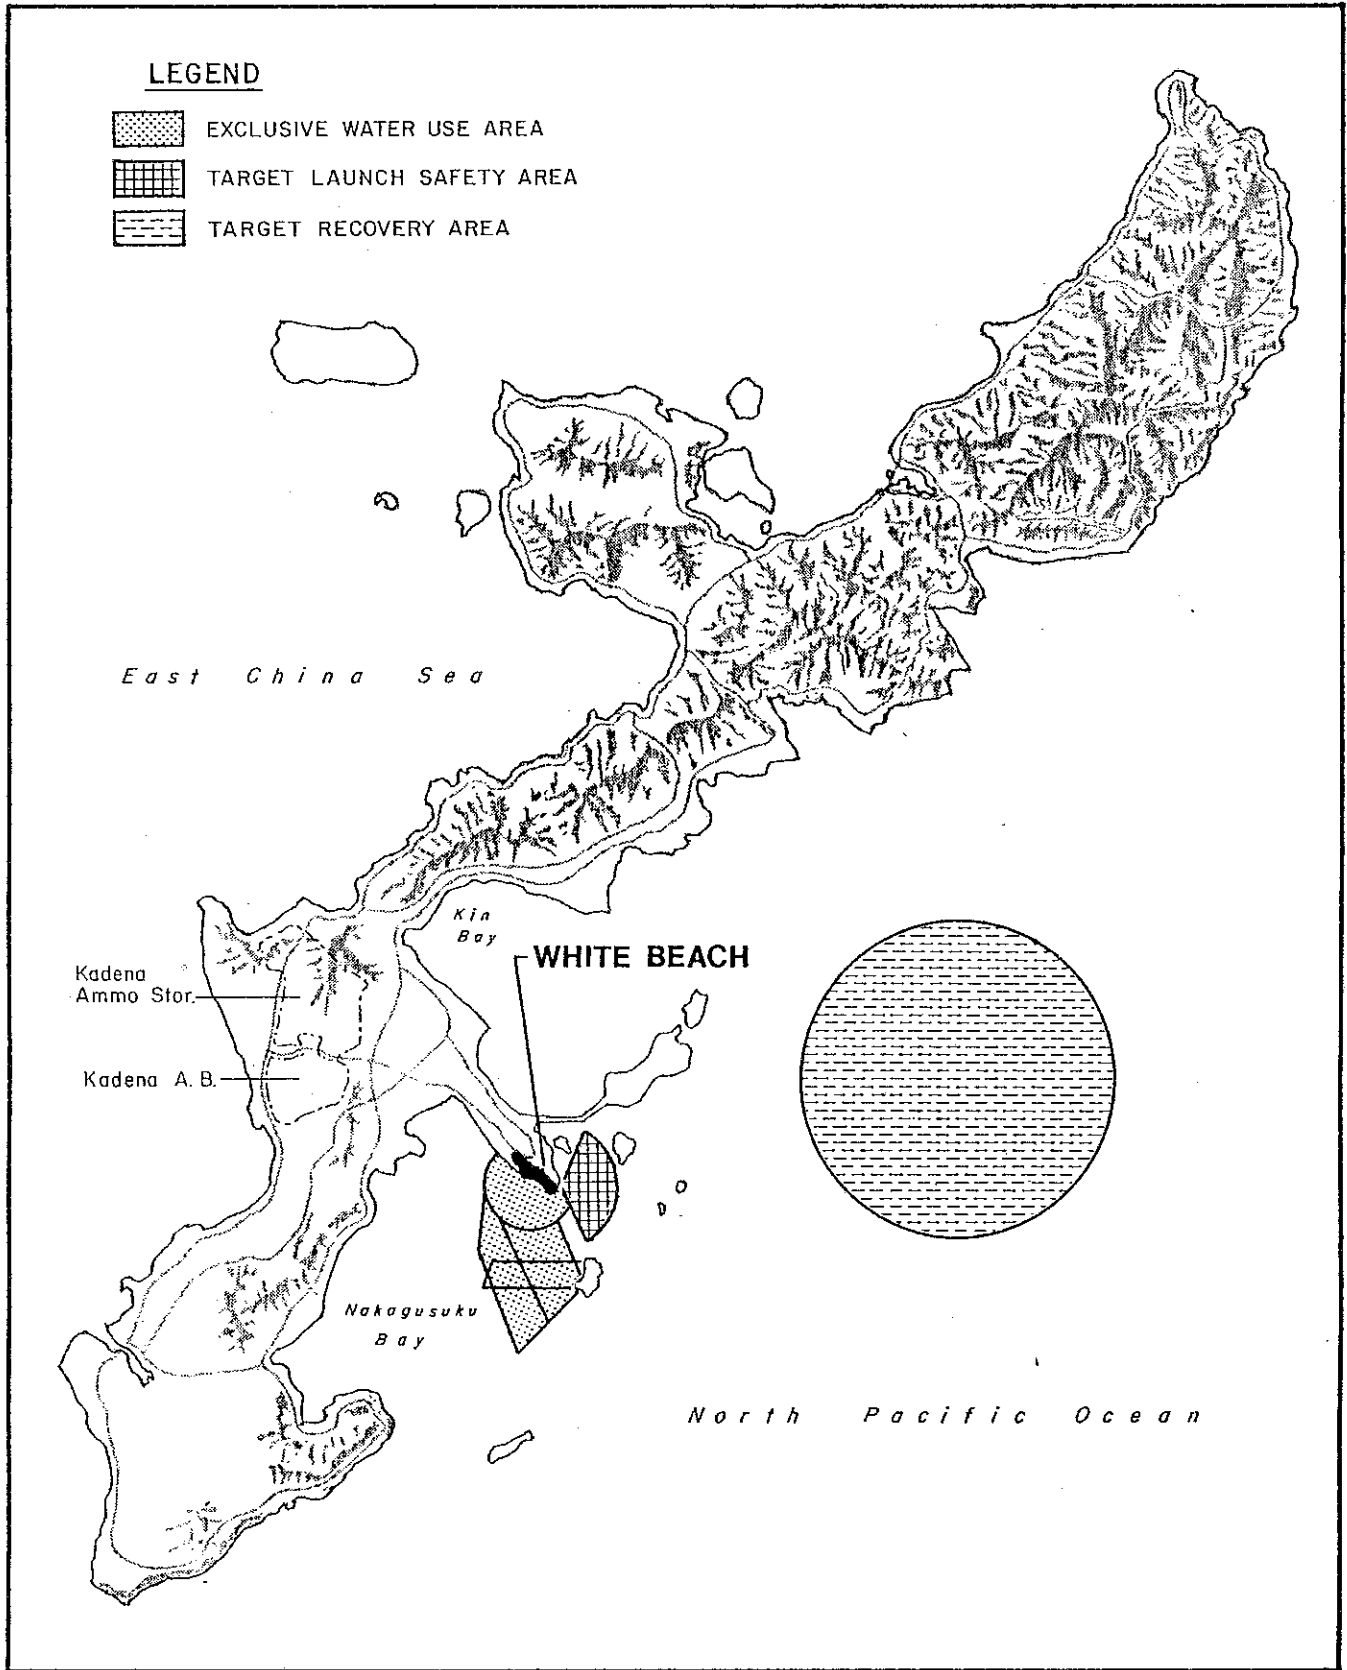 LEGEND
EXCLUSIVE WATER USE AREA
TARGET LAUNCH SAFETY AREA
TARGET RECOVERY AREA
East China Sea
Kin
Bay
WHITE BEACH
Kadena
Ammo Stor.
Kadena A.B.
Nakagusuku
Bay
North Pacific Ocean